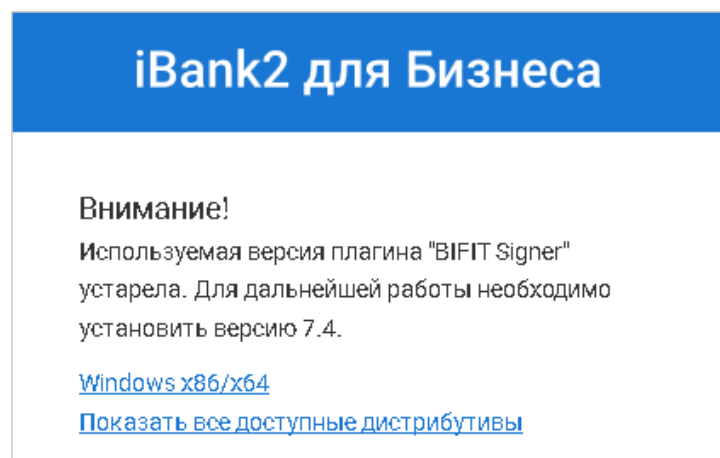 iBank2 для Бизнеса
Внимание!
Используемая версия плагина "BIFIT Signer"
устарела. Для дальнейшей работы необходимо
установить версию 7.4.
Windows x86/x64
Показать все доступные дистрибутивы